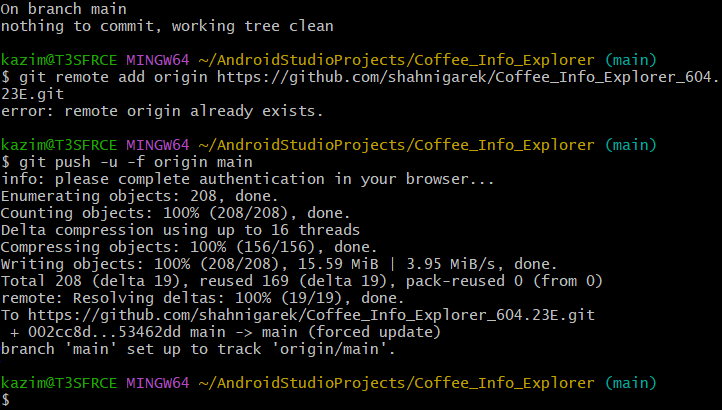 On branch main
nothing to commit, working tree clean
kazim@T3SFRCE MINGW64 ~/AndroidStudioProjects/Coffee_Info_Explorer (main)
$ git remote add origin https://github.com/shahnigarek/Coffee_Info_Explorer_604.
23E.git
error: remote origin already exists.
kazim@T3SFRCE MINGW64 ~/AndroidStudioProjects/Coffee_Info_Explorer (main)
$ git push -u -f origin main
info: please complete authentication in your browser...
Enumerating objects: 208, done.
Counting objects: 100% (208/208), done.
Delta compression using up to 16 threads
Compressing objects: 100% (156/156), done.
Writing objects: 100% (208/208), 15.59 MiB | 3.95 MiB/s, done.
Total 208 (delta 19), reused 169 (delta 19), pack-reused 0 (from 0)
remote: Resolving deltas: 100% (19/19), done.
To https://github.com/shahnigarek/Coffee_Info_Explorer_604.23E.git
 + 002cc8d...53462dd main -> main (forced update)
branch 'main' set up to track 'origin/main'.
kazim@T3SFRCE MINGW64 ~/AndroidStudioProjects/Coffee_Info_Explorer (main)
$